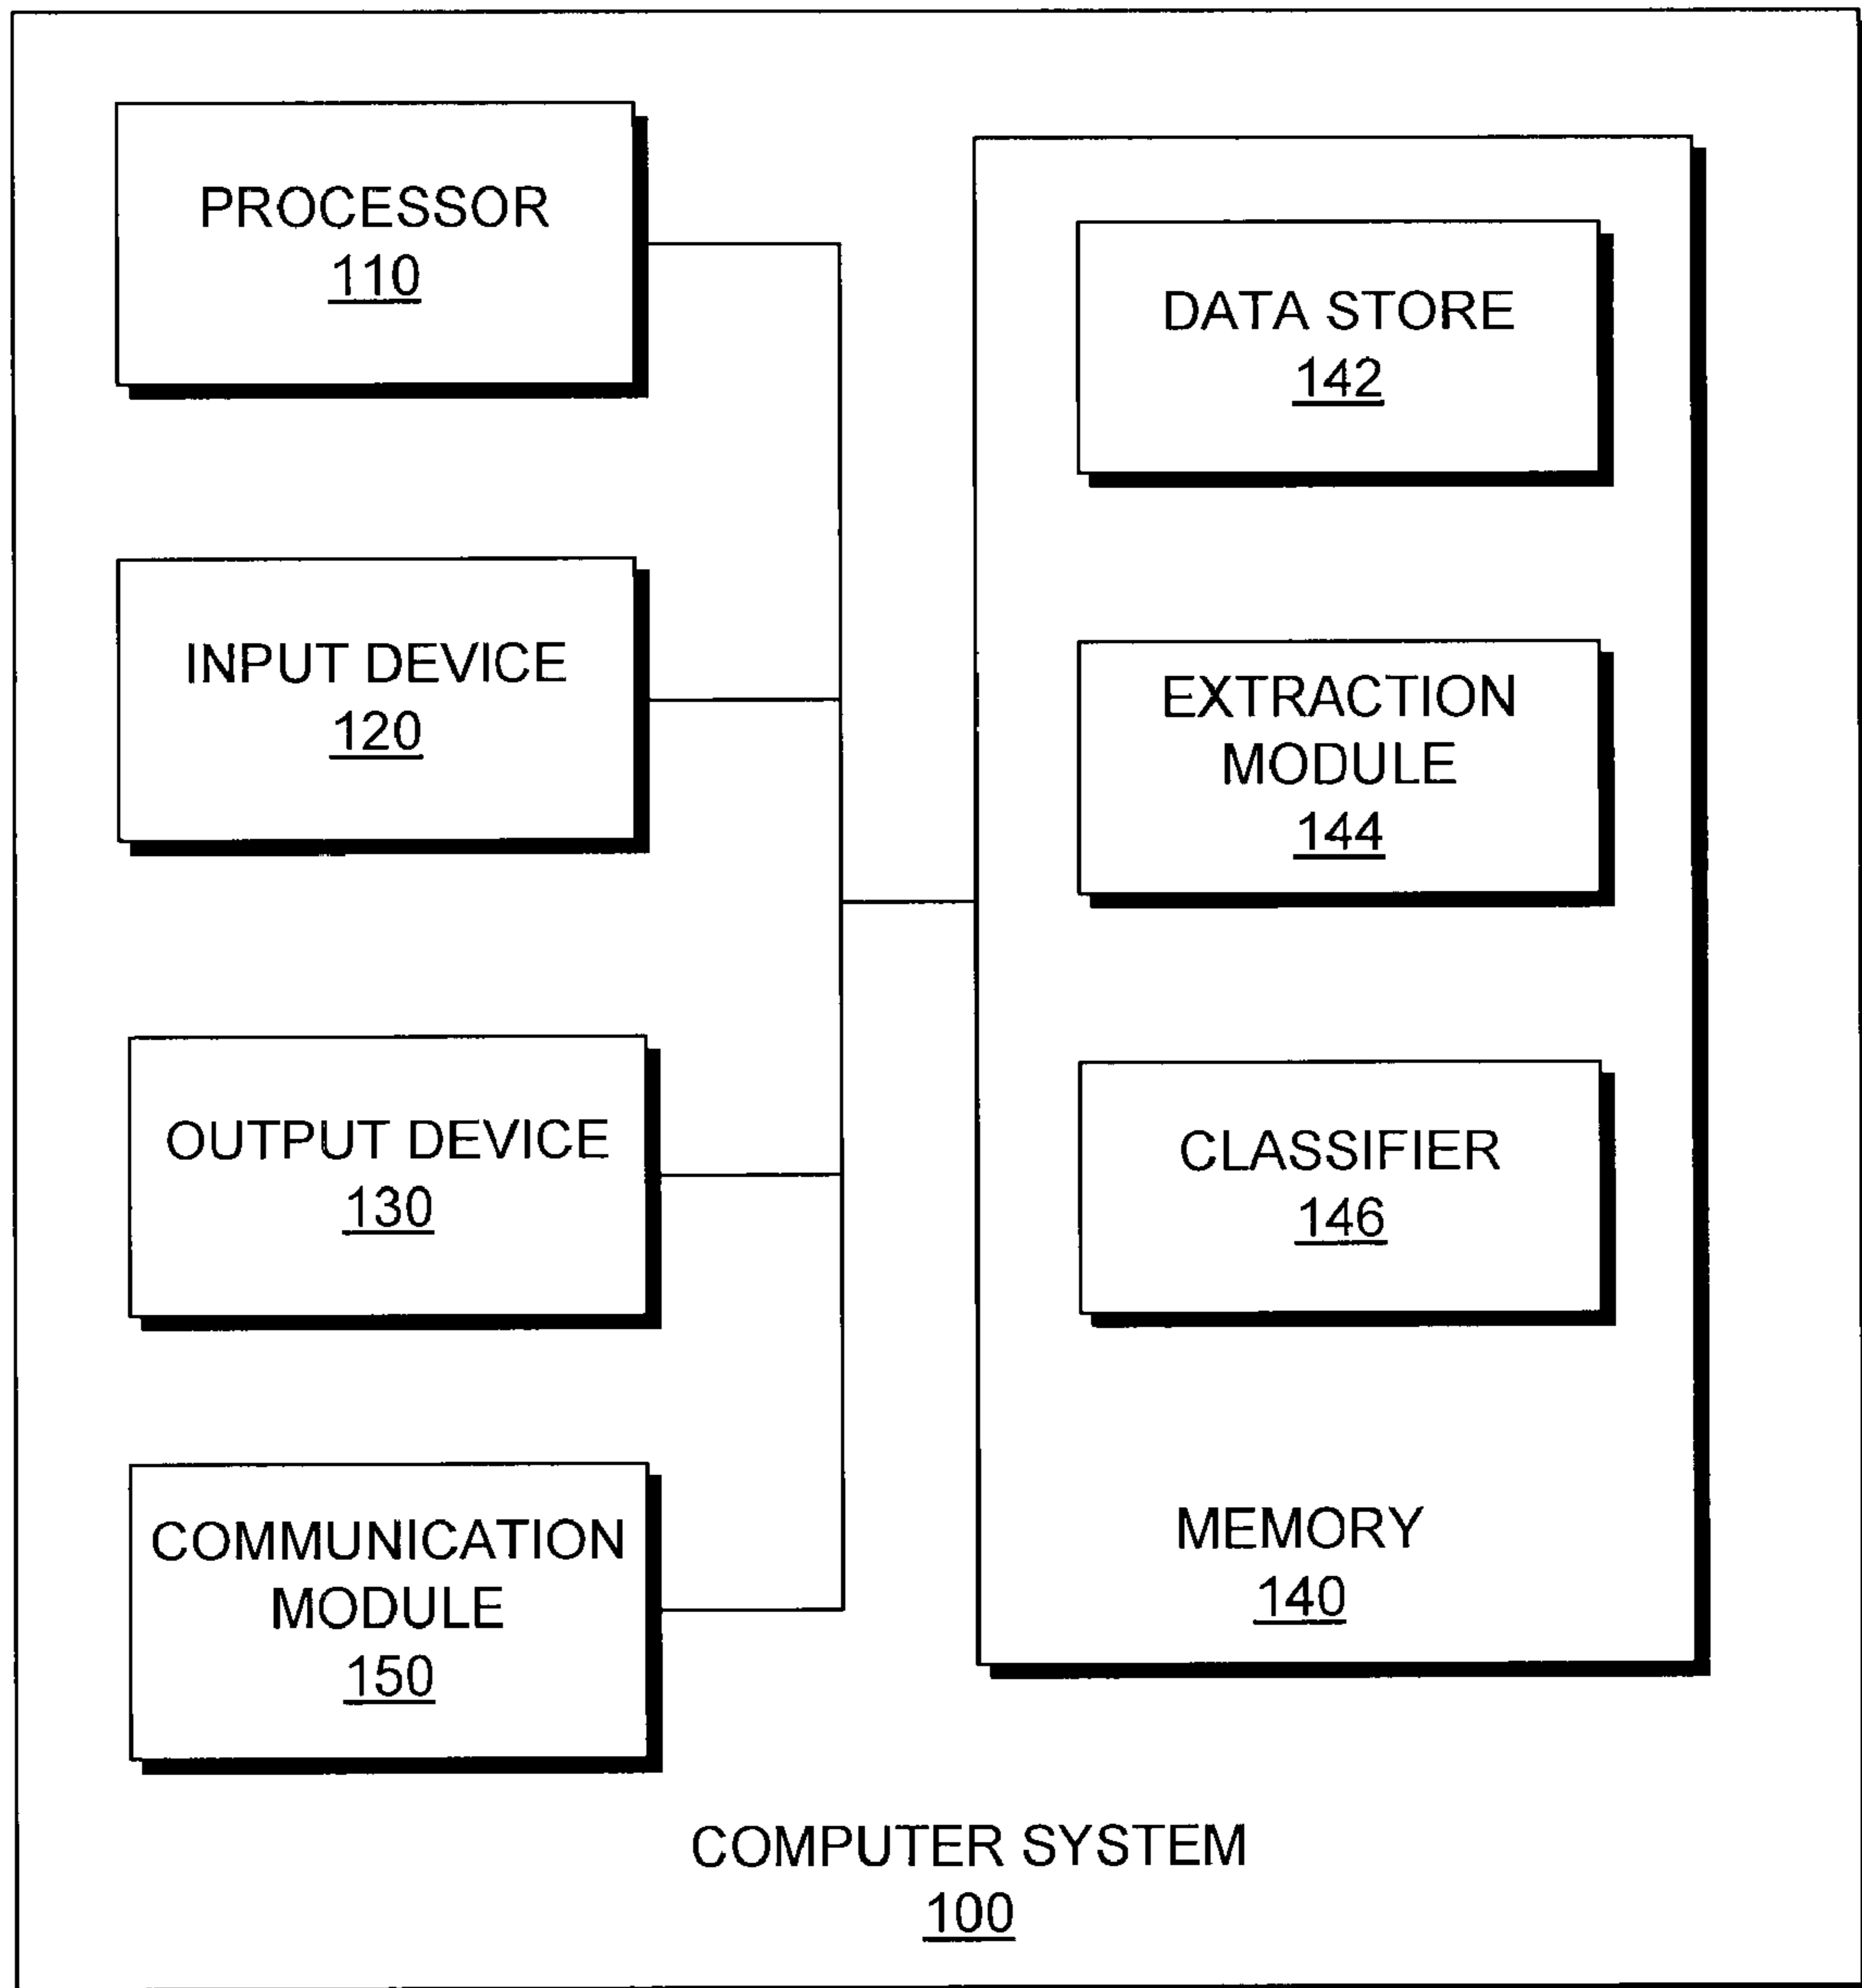 PROCESSOR
110
INPUT DEVICE
120
OUTPUT DEVICE
130
COMMUNICATION
MODULE
150
DATA STORE
142
EXTRACTION
MODULE
144
CLASSIFIER
146
MEMORY
140
COMPUTER SYSTEM
100